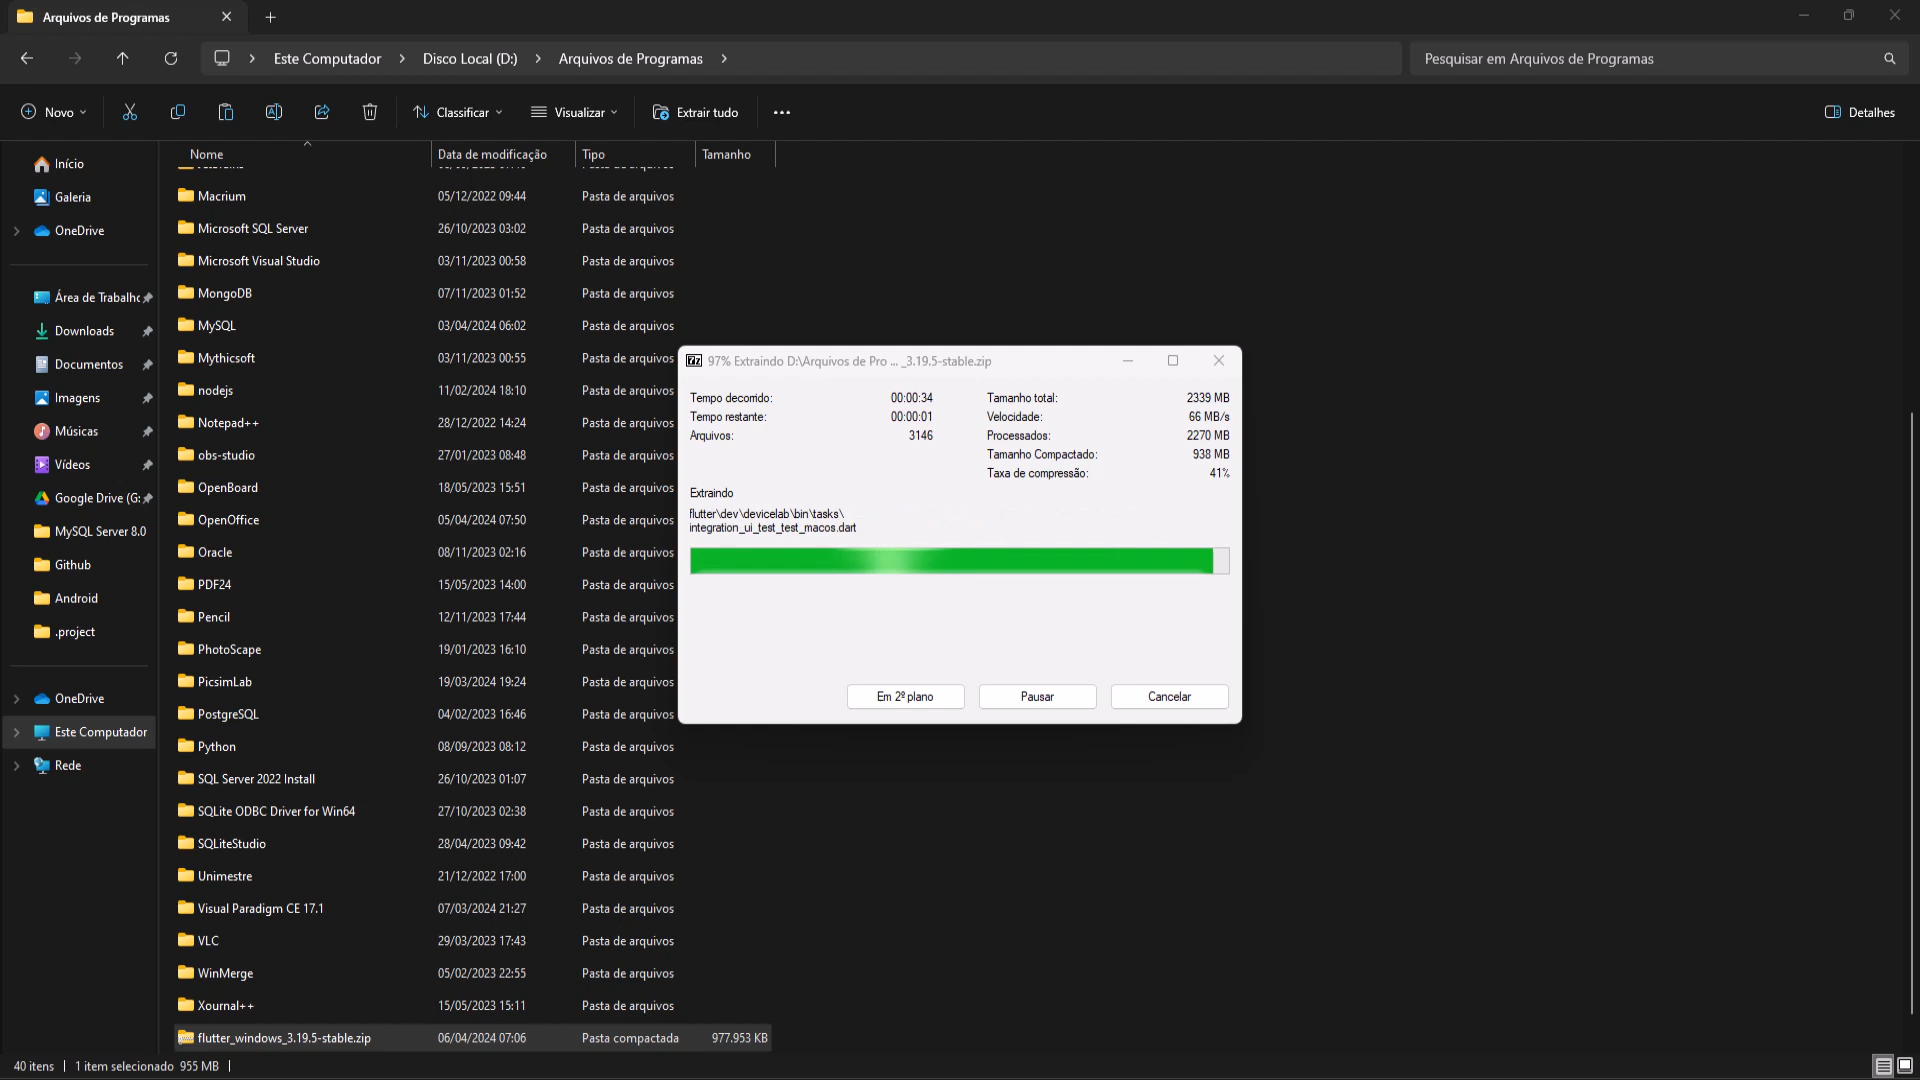 Arquivos de Programas
Este Computador
Disco Local (D:)
Arquivos de Programas
Pesquisar em Arquivos de Programas
Novo
Classificar
Visualizar
Extrair tudo
Detalhes
Início
Galeria
OneDrive
Área de Trabalho
Downloads
Documentos
Imagens
Músicas
Vídeos
Google Drive (G:
MySQL Server 8.0
Github
Android
.project
OneDrive
Este Computador
Rede
Nome Data de modificação Tipo Tamanho
Macrium 05/12/2022 09:44 Pasta de arquivos
Microsoft SQL Server 26/10/2023 03:02 Pasta de arquivos
Microsoft Visual Studio 03/11/2023 00:58 Pasta de arquivos
MongoDB 07/11/2023 01:52 Pasta de arquivos
MySQL 03/04/2024 06:02 Pasta de arquivos
Mythicsoft 03/11/2023 00:55 Pasta de arquivos
nodejs 11/02/2024 18:10 Pasta de arquivos
Notepad++ 28/12/2022 14:24 Pasta de arquivos
obs-studio 27/01/2023 08:48 Pasta de arquivos
OpenBoard 18/05/2023 15:51 Pasta de arquivos
OpenOffice 05/04/2024 07:50 Pasta de arquivos
Oracle 08/11/2023 02:16 Pasta de arquivos
PDF24 15/05/2023 14:00 Pasta de arquivos
Pencil 12/11/2023 17:44 Pasta de arquivos
PhotoScape 19/01/2023 16:10 Pasta de arquivos
PicsimLab 19/03/2024 19:24 Pasta de arquivos
PostgreSQL 04/02/2023 16:46 Pasta de arquivos
Python 08/09/2023 08:12 Pasta de arquivos
SQL Server 2022 Install 26/10/2023 01:07 Pasta de arquivos
SQLite ODBC Driver for Win64 27/10/2023 02:38 Pasta de arquivos
SQLiteStudio 28/04/2023 09:42 Pasta de arquivos
Unimestre 21/12/2022 17:00 Pasta de arquivos
Visual Paradigm CE 17.1 07/03/2024 21:27 Pasta de arquivos
VLC 29/03/2023 17:43 Pasta de arquivos
WinMerge 05/02/2023 22:55 Pasta de arquivos
Xournal++ 15/05/2023 15:11 Pasta de arquivos
flutter_windows_3.19.5-stable.zip 06/04/2024 07:06 Pasta compactada 977.953 KB
97% Extraindo D:\Arquivos de Pro ... _3.19.5-stable.zip
Tempo decorrido: 00:00:34 Tamanho total: 2339 MB
Tempo restante: 00:00:01 Velocidade: 66 MB/s
Arquivos: 3146 Processados: 2270 MB
Tamanho Compactado: 938 MB
Taxa de compressão: 41%
Extraindo
flutter\dev\devicelab\bin\tasks\
integration_ui_test_test_macos.dart
Em 2º plano
Pausar
Cancelar
40 itens 1 item selecionado 955 MB